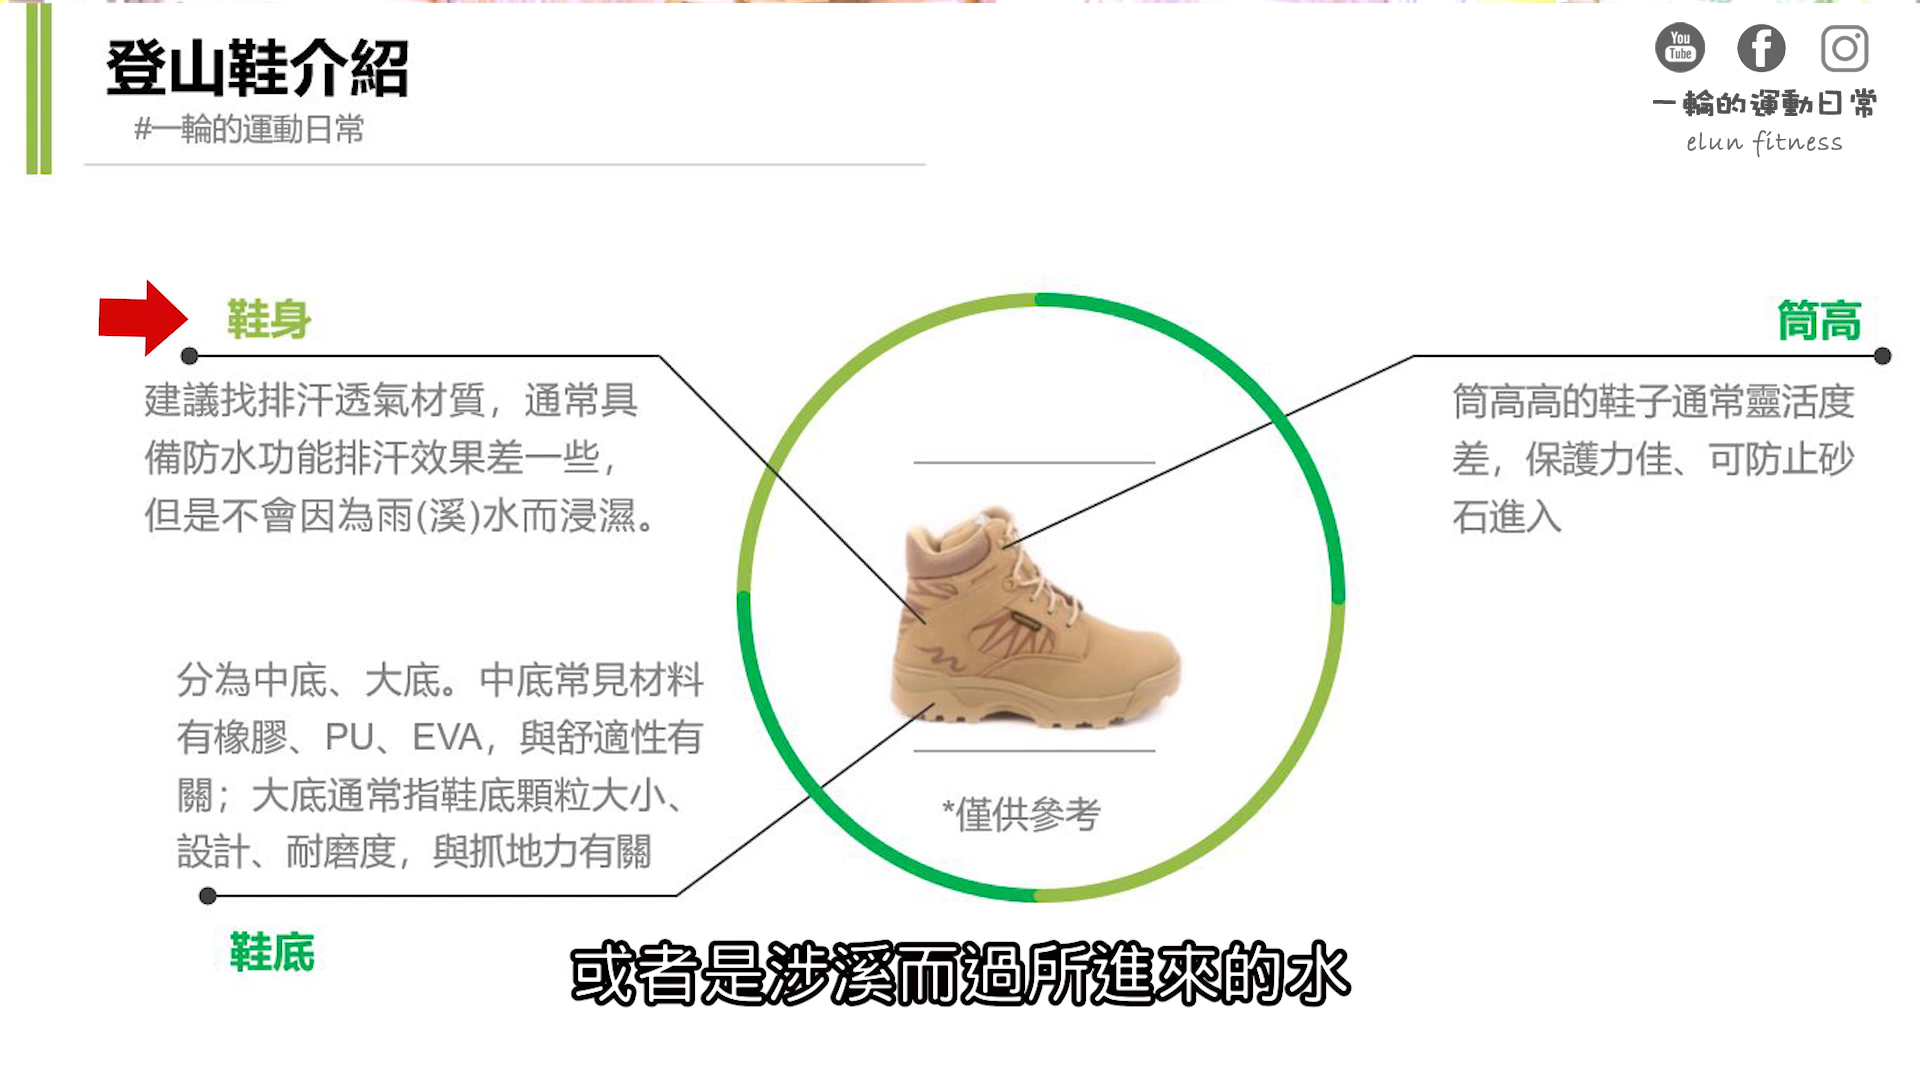 登山鞋介紹
#一輪的運動日常
You
Tube
一輪的運動日常
elun fitness
鞋身
建議找排汗透氣材質，通常具
備防水功能排汗效果差一些，
但是不會因為雨(溪)水而浸濕。
筒高
筒高高的鞋子通常靈活度
差，保護力佳、可防止砂
石進入
分為中底、大底。中底常見材料
有橡膠、PU、EVA，與舒適性有
關；大底通常指鞋底顆粒大小、
設計、耐磨度，與抓地力有關
鞋底
*僅供參考
或者是涉溪而過所進來的水